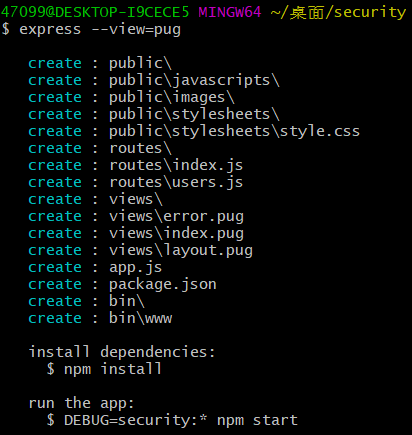 47099@DESKTOP-I9CECE5 MINGW64 ~/桌面/security
$ express --view=pug
create : public\
create : public\javascripts\
create : public\images\
create : public\stylesheets\
create : public\stylesheets\style.css
create : routes\
create : routes\index.js
create : routes\users.js
create : views\
create : views\error.pug
create : views\index.pug
create : views\layout.pug
create : app.js
create : package.json
create : bin\
create : bin\www
install dependencies:
$ npm install
run the app:
$ DEBUG=security:* npm start